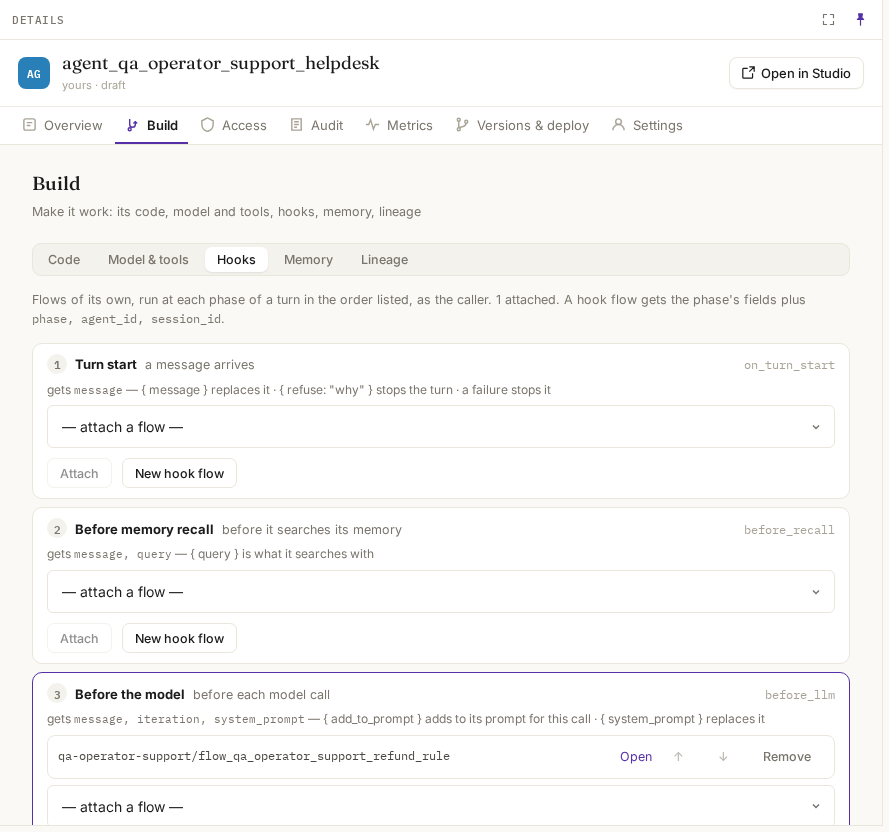 DETAILS
AG
agent_qa_operator_support_helpdesk
yours · draft
Open in Studio
Overview
Build
Access
Audit
Metrics
Versions & deploy
Settings
Build
Make it work: its code, model and tools, hooks, memory, lineage
Code
Model & tools
Hooks
Memory
Lineage
Flows of its own, run at each phase of a turn in the order listed, as the caller. 1 attached. A hook flow gets the phase's fields plus
phase, agent_id, session_id.
1 Turn start a message arrives on_turn_start
gets message — { message } replaces it · { refuse: "why" } stops the turn · a failure stops it
— attach a flow —
Attach
New hook flow
2 Before memory recall before it searches its memory before_recall
gets message, query — { query } is what it searches with
— attach a flow —
Attach
New hook flow
3 Before the model before each model call before_llm
gets message, iteration, system_prompt — { add_to_prompt } adds to its prompt for this call · { system_prompt } replaces it
qa-operator-support/flow_qa_operator_support_refund_rule Open ↑ ↓ Remove
— attach a flow —